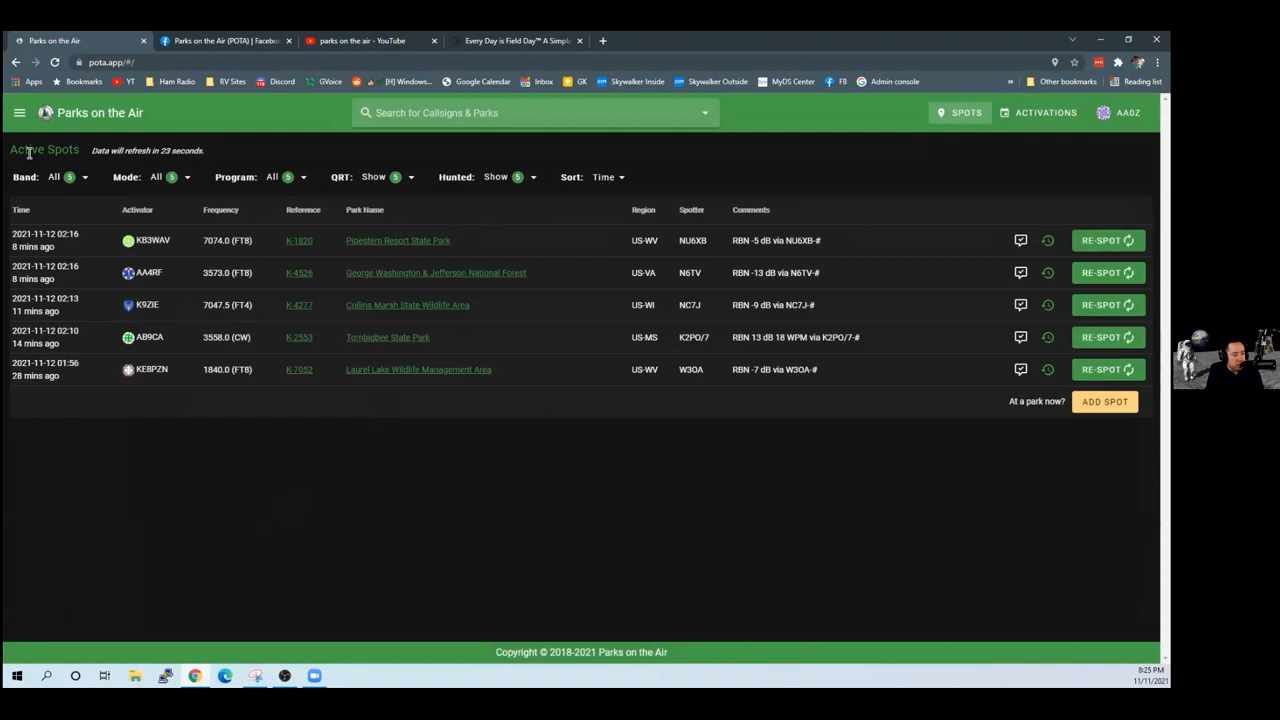 Parks on the Air
Parks on the Air (POTA) | Faceboo
parks on the air - YouTube
Every Day is Field Day™ A Simple
pota.app/#/
Apps
Bookmarks
YT
Ham Radio
RV Sites
Discord
GVoice
[H] Windows...
Google Calendar
Inbox
GK
Skywalker Inside
Skywalker Outside
MyDS Center
FB
Admin console
»
Other bookmarks
Reading list
Parks on the Air
Search for Callsigns & Parks
SPOTS
ACTIVATIONS
AA0Z
Active Spots
Data will refresh in 23 seconds.
Band: All 5
Mode: All 5
Program: All 5
QRT: Show 5
Hunted: Show 5
Sort: Time
Time Activator Frequency Reference Park Name Region Spotter Comments
2021-11-12 02:16
8 mins ago
KB3WAV 7074.0 (FT8) K-1820 Pipestem Resort State Park US-WV NU6XB RBN -5 dB via NU6XB-# RE-SPOT
2021-11-12 02:16
8 mins ago
AA4RF 3573.0 (FT8) K-4526 George Washington & Jefferson National Forest US-VA N6TV RBN -13 dB via N6TV-# RE-SPOT
2021-11-12 02:13
11 mins ago
K9ZIE 7047.5 (FT4) K-4277 Collins Marsh State Wildlife Area US-WI NC7J RBN -9 dB via NC7J-# RE-SPOT
2021-11-12 02:10
14 mins ago
AB9CA 3558.0 (CW) K-2553 Tombigbee State Park US-MS K2PO/7 RBN 13 dB 18 WPM via K2PO/7-# RE-SPOT
2021-11-12 01:56
28 mins ago
KE8PZN 1840.0 (FT8) K-7052 Laurel Lake Wildlife Management Area US-WV W3OA RBN -7 dB via W3OA-# RE-SPOT
At a park now? ADD SPOT
Copyright © 2018-2021 Parks on the Air
8:25 PM
11/11/2021